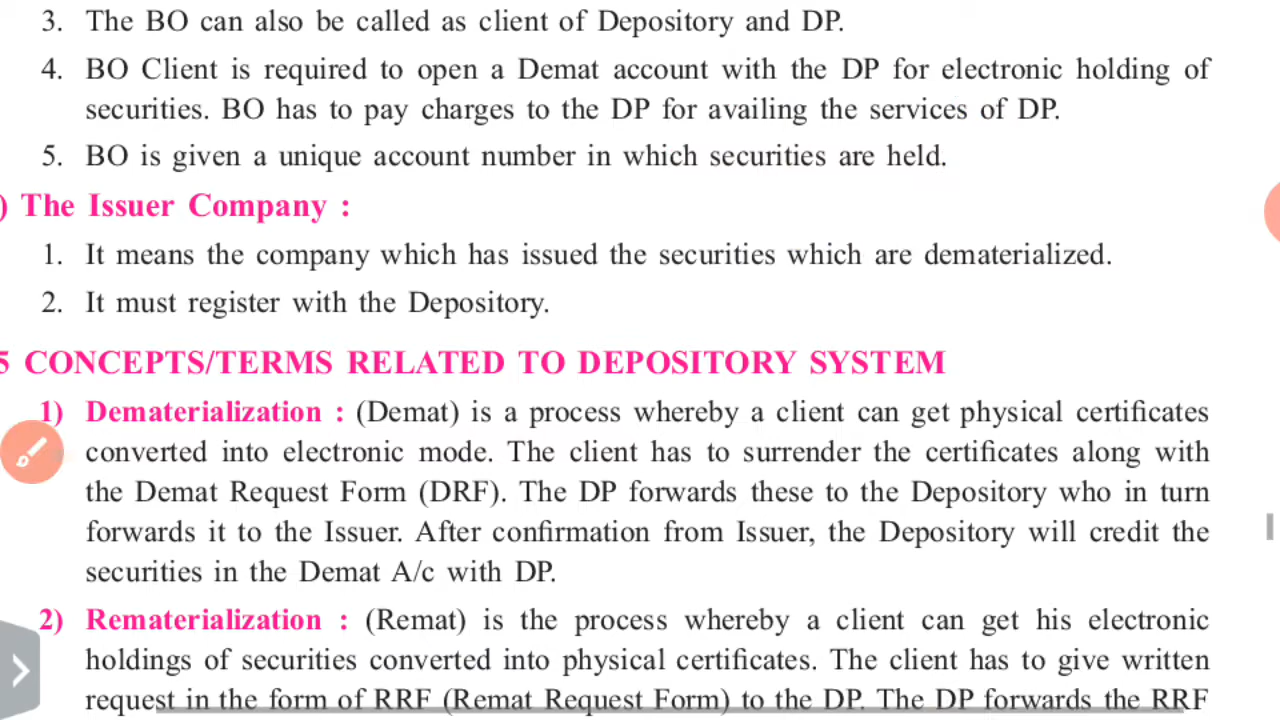 3. The BO can also be called as client of Depository and DP.
4. BO Client is required to open a Demat account with the DP for electronic holding of
securities. BO has to pay charges to the DP for availing the services of DP.
5. BO is given a unique account number in which securities are held.
) The Issuer Company :
1. It means the company which has issued the securities which are dematerialized.
2. It must register with the Depository.
5 CONCEPTS/TERMS RELATED TO DEPOSITORY SYSTEM
1) Dematerialization : (Demat) is a process whereby a client can get physical certificates
converted into electronic mode. The client has to surrender the certificates along with
the Demat Request Form (DRF). The DP forwards these to the Depository who in turn
forwards it to the Issuer. After confirmation from Issuer, the Depository will credit the
securities in the Demat A/c with DP.
2) Rematerialization : (Remat) is the process whereby a client can get his electronic
holdings of securities converted into physical certificates. The client has to give written
request in the form of RRF (Remat Request Form) to the DP. The DP forwards the RRF